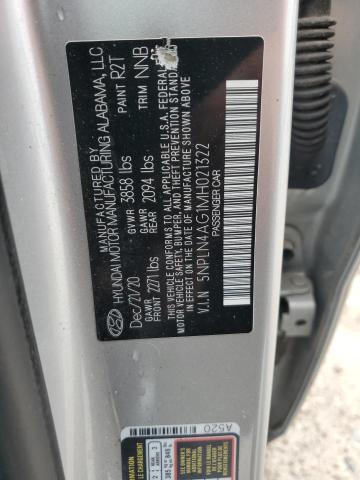 MANUFACTURED BY
HYUNDAI MOTOR MANUFACTURING ALABAMA, LLC
Dec/21/20 GVWR 3858 lbs PAINT R2T
GAWR FRONT 2271 lbs GAWR REAR 2094 lbs TRIM NNB
THIS VEHICLE CONFORMS TO ALL APPLICABLE U.S.A. FEDERAL
MOTOR VEHICLE SAFETY, BUMPER, AND THEFT PREVENTION STANDARDS
IN EFFECT ON THE DATE OF MANUFACTURE SHOWN ABOVE
V.I.N 5NPLN4AG1MH021322
PASSENGER CAR
A520